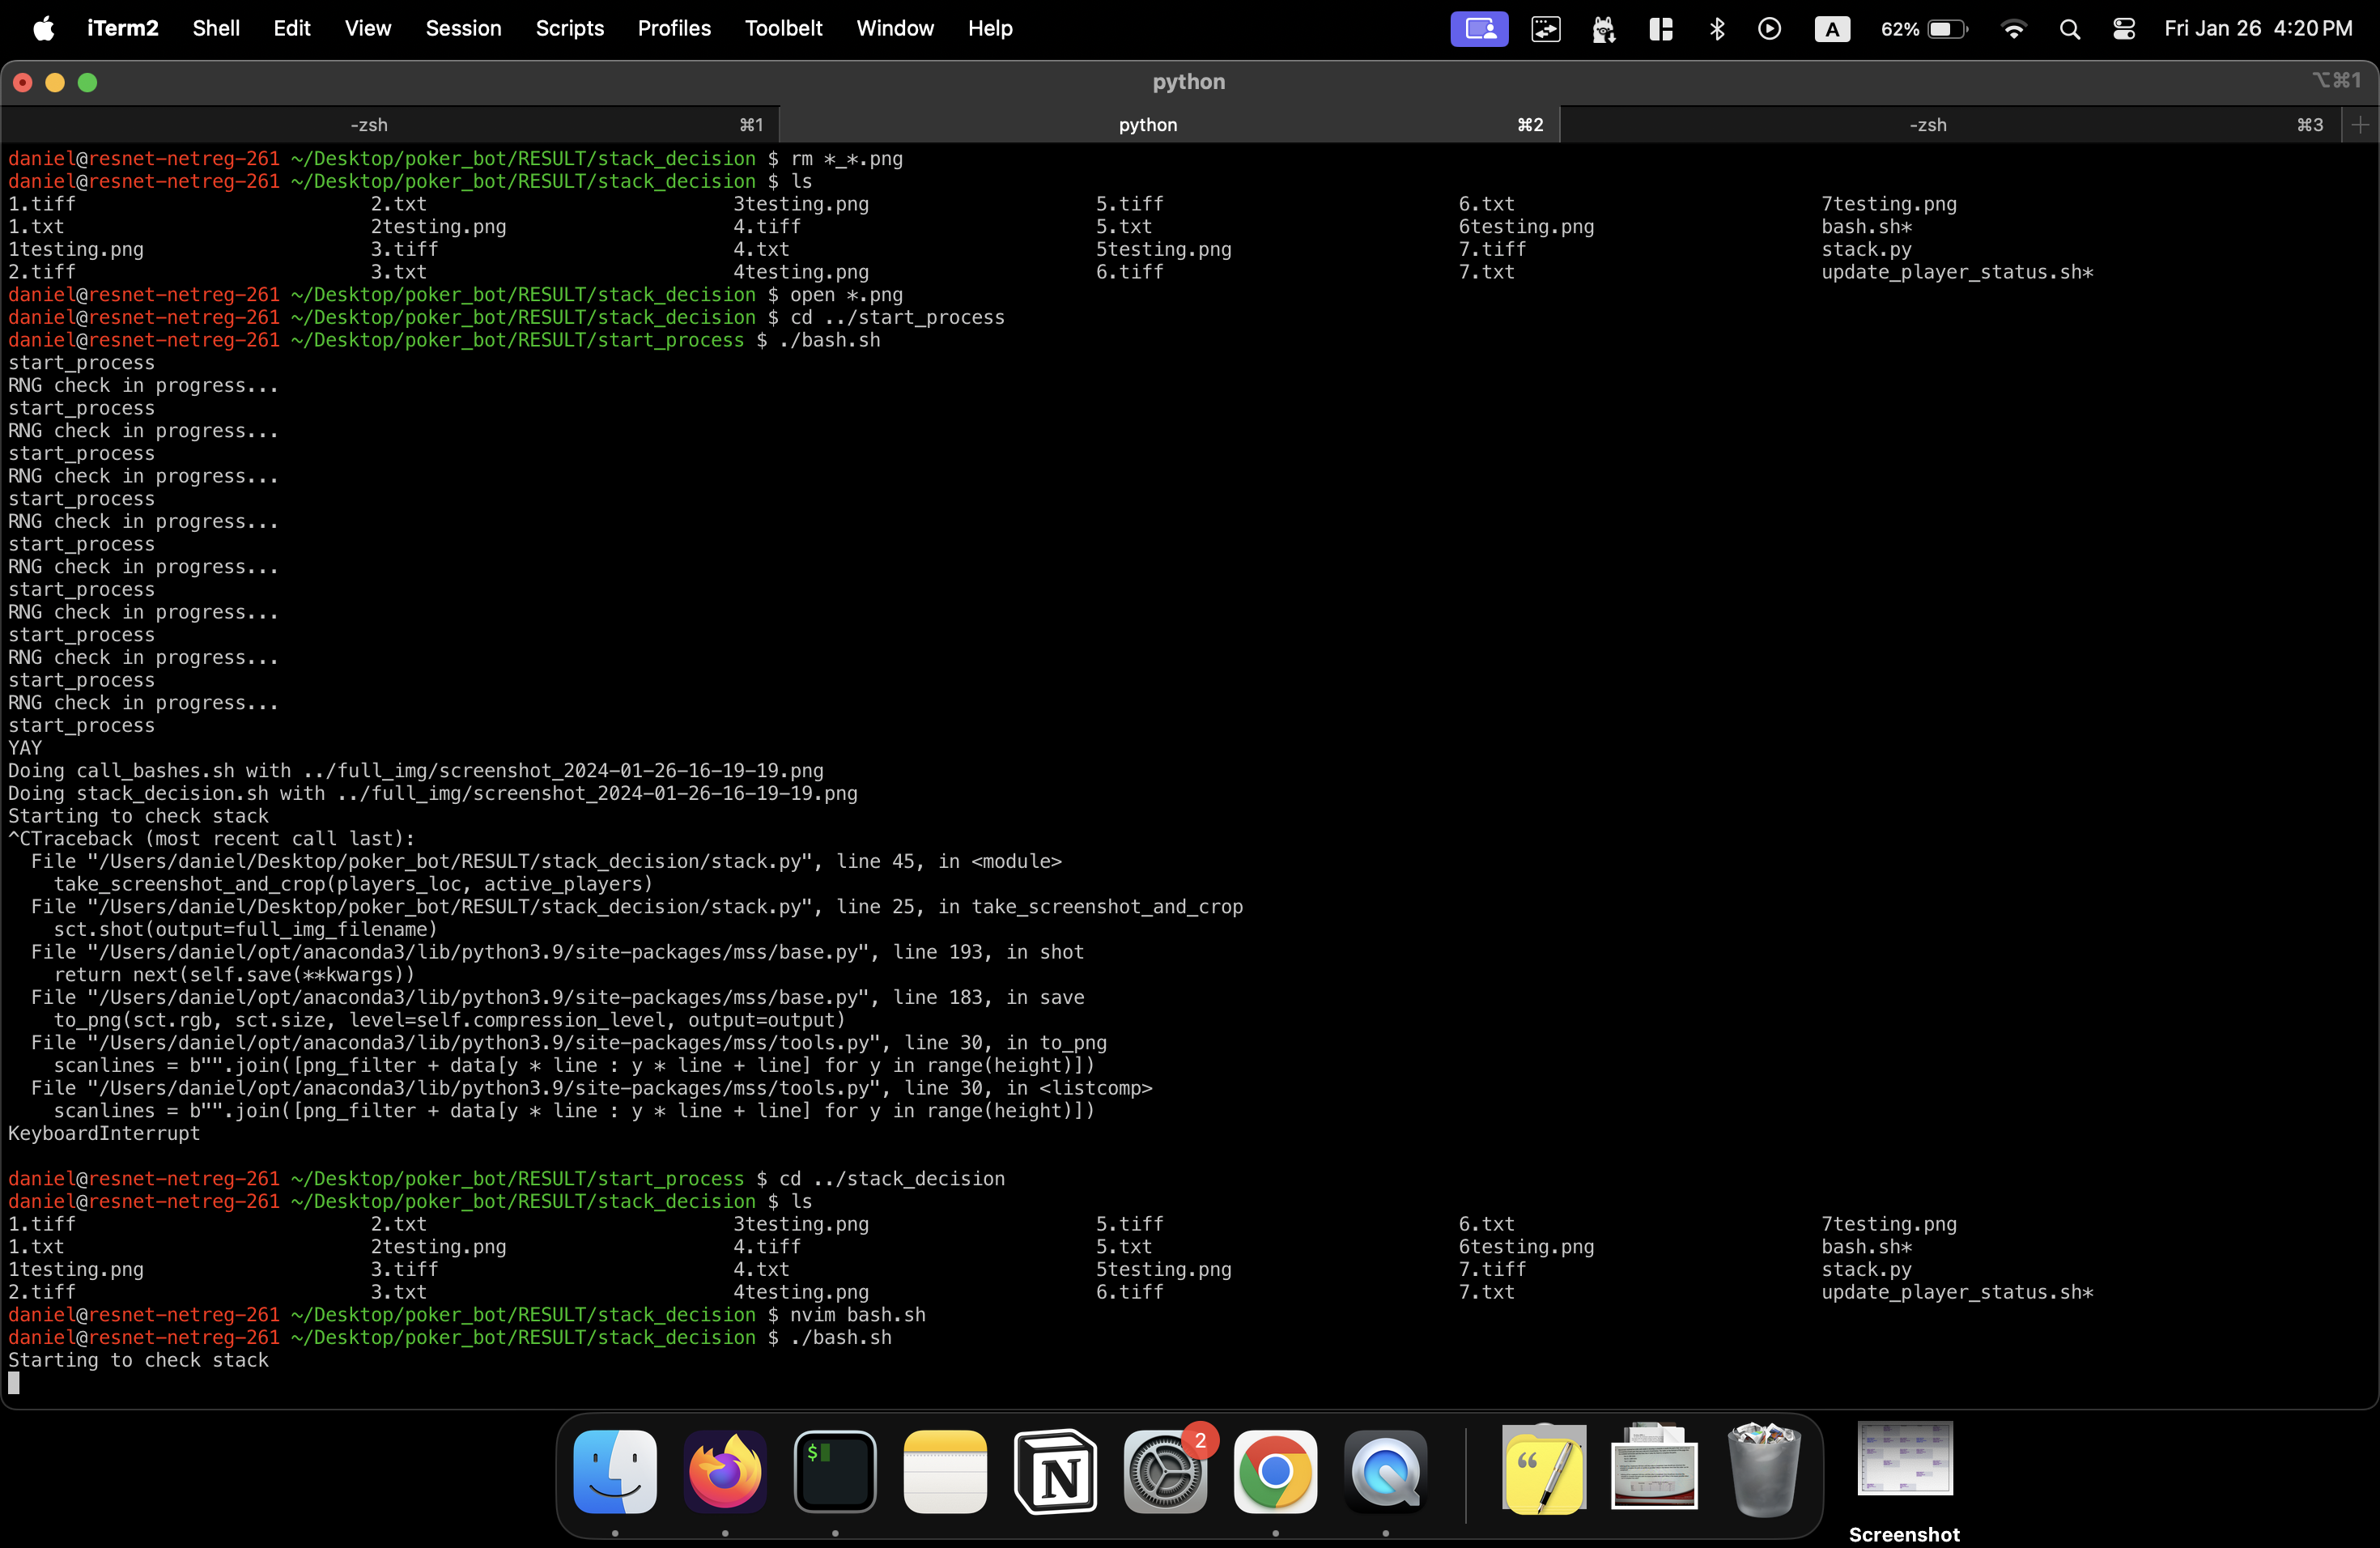 iTerm2 Shell Edit View Session Scripts Profiles Toolbelt Window Help A 62% Fri Jan 26 4:20 PM
python ⌥⌘1
-zsh ⌘1 python ⌘2 -zsh ⌘3
daniel@resnet-netreg-261 ~/Desktop/poker_bot/RESULT/stack_decision $ rm *_*.png
daniel@resnet-netreg-261 ~/Desktop/poker_bot/RESULT/stack_decision $ ls
1.tiff 2.txt 3testing.png 5.tiff 6.txt 7testing.png
1.txt 2testing.png 4.tiff 5.txt 6testing.png bash.sh*
1testing.png 3.tiff 4.txt 5testing.png 7.tiff stack.py
2.tiff 3.txt 4testing.png 6.tiff 7.txt update_player_status.sh*
daniel@resnet-netreg-261 ~/Desktop/poker_bot/RESULT/stack_decision $ open *.png
daniel@resnet-netreg-261 ~/Desktop/poker_bot/RESULT/stack_decision $ cd ../start_process
daniel@resnet-netreg-261 ~/Desktop/poker_bot/RESULT/start_process $ ./bash.sh
start_process
RNG check in progress...
start_process
RNG check in progress...
start_process
RNG check in progress...
start_process
RNG check in progress...
start_process
RNG check in progress...
start_process
RNG check in progress...
start_process
RNG check in progress...
start_process
RNG check in progress...
start_process
YAY
Doing call_bashes.sh with ../full_img/screenshot_2024-01-26-16-19-19.png
Doing stack_decision.sh with ../full_img/screenshot_2024-01-26-16-19-19.png
Starting to check stack
^CTraceback (most recent call last):
  File "/Users/daniel/Desktop/poker_bot/RESULT/stack_decision/stack.py", line 45, in <module>
    take_screenshot_and_crop(players_loc, active_players)
  File "/Users/daniel/Desktop/poker_bot/RESULT/stack_decision/stack.py", line 25, in take_screenshot_and_crop
    sct.shot(output=full_img_filename)
  File "/Users/daniel/opt/anaconda3/lib/python3.9/site-packages/mss/base.py", line 193, in shot
    return next(self.save(**kwargs))
  File "/Users/daniel/opt/anaconda3/lib/python3.9/site-packages/mss/base.py", line 183, in save
    to_png(sct.rgb, sct.size, level=self.compression_level, output=output)
  File "/Users/daniel/opt/anaconda3/lib/python3.9/site-packages/mss/tools.py", line 30, in to_png
    scanlines = b"".join([png_filter + data[y * line : y * line + line] for y in range(height)])
  File "/Users/daniel/opt/anaconda3/lib/python3.9/site-packages/mss/tools.py", line 30, in <listcomp>
    scanlines = b"".join([png_filter + data[y * line : y * line + line] for y in range(height)])
KeyboardInterrupt
daniel@resnet-netreg-261 ~/Desktop/poker_bot/RESULT/start_process $ cd ../stack_decision
daniel@resnet-netreg-261 ~/Desktop/poker_bot/RESULT/stack_decision $ ls
1.tiff 2.txt 3testing.png 5.tiff 6.txt 7testing.png
1.txt 2testing.png 4.tiff 5.txt 6testing.png bash.sh*
1testing.png 3.tiff 4.txt 5testing.png 7.tiff stack.py
2.tiff 3.txt 4testing.png 6.tiff 7.txt update_player_status.sh*
daniel@resnet-netreg-261 ~/Desktop/poker_bot/RESULT/stack_decision $ nvim bash.sh
daniel@resnet-netreg-261 ~/Desktop/poker_bot/RESULT/stack_decision $ ./bash.sh
Starting to check stack
2
$
N
Screenshot